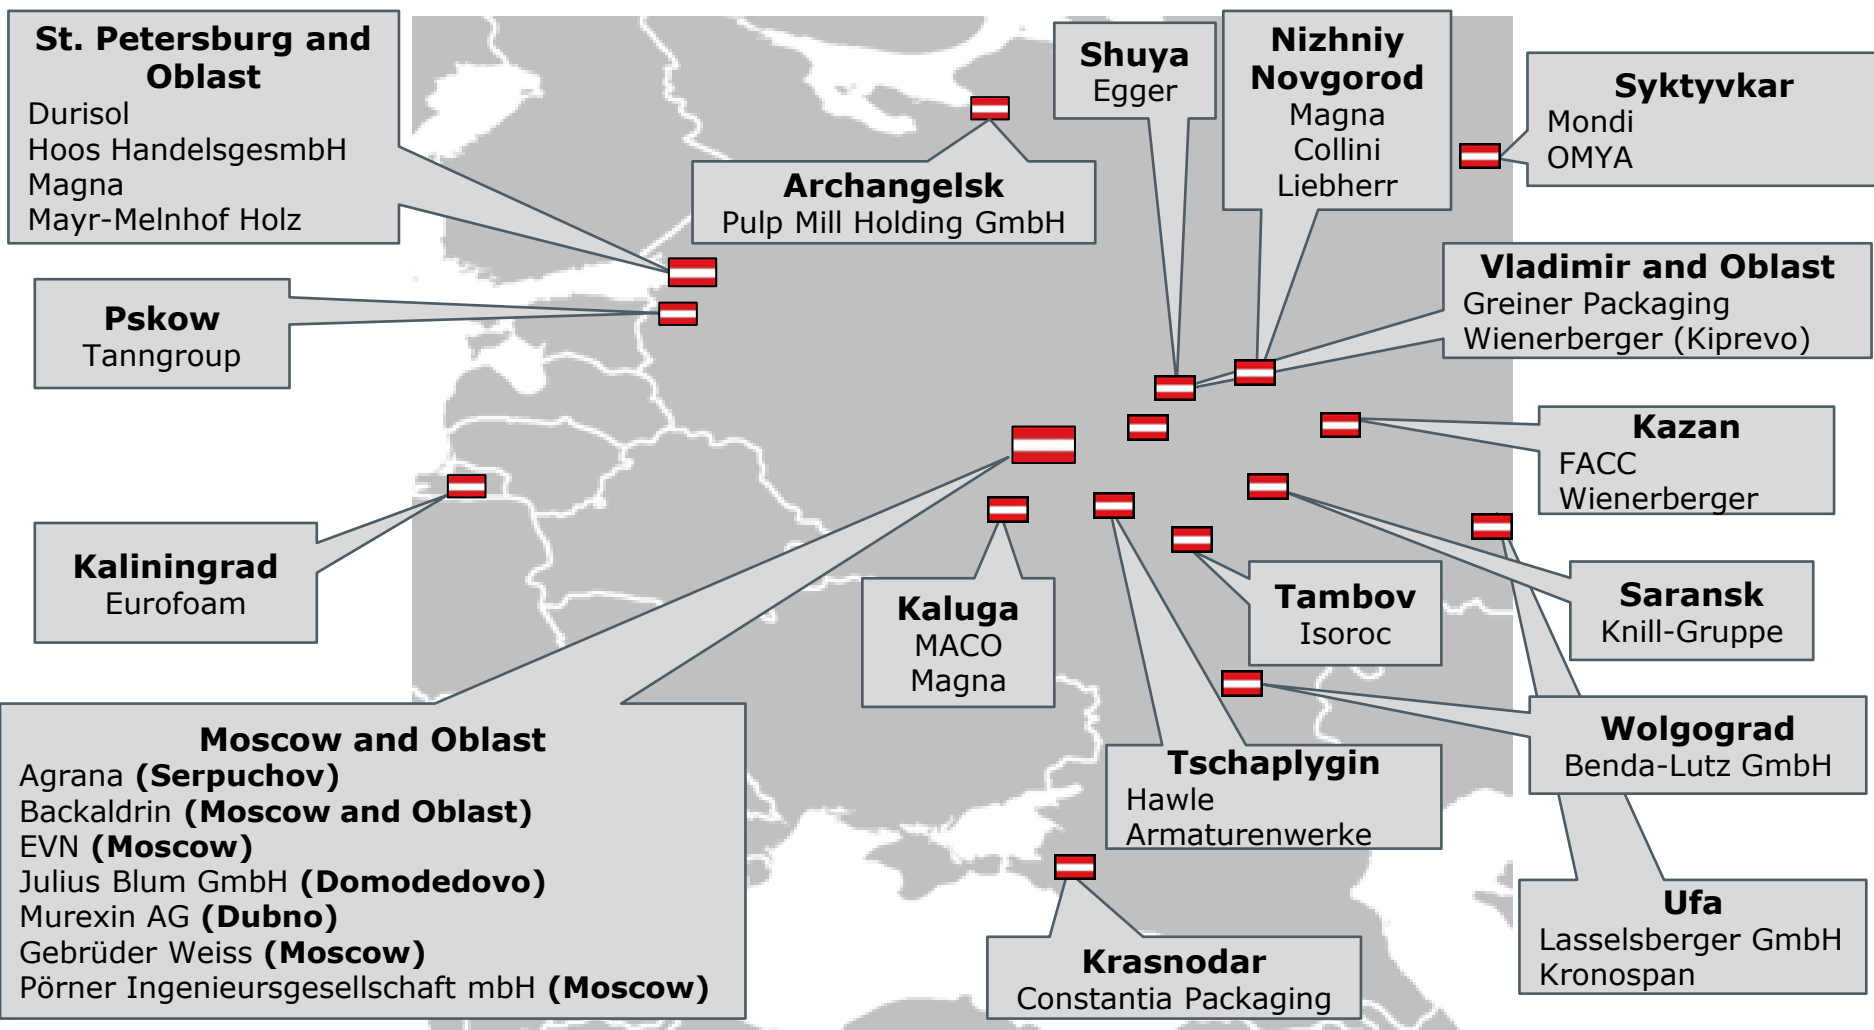 St. Petersburg and
Oblast
Durisol
Hoos HandelsgesmbH
Magna
Mayr-Melnhof Holz
Shuya
Egger
Nizhniy
Novgorod
Magna
Collini
Liebherr
Syktyvkar
Mondi
OMYA
Archangelsk
Pulp Mill Holding GmbH
Vladimir and Oblast
Greiner Packaging
Wienerberger (Kiprevo)
Pskow
Tanngroup
Kazan
FACC
Wienerberger
Kaliningrad
Eurofoam
Kaluga
MACO
Magna
Tambov
Isoroc
Saransk
Knill-Gruppe
Moscow and Oblast
Agrana (Serpuchov)
Backaldrin (Moscow and Oblast)
EVN (Moscow)
Julius Blum GmbH (Domodedovo)
Murexin AG (Dubno)
Gebrüder Weiss (Moscow)
Pörner Ingenieursgesellschaft mbH (Moscow)
Tschaplygin
Hawle
Armaturenwerke
Wolgograd
Benda-Lutz GmbH
Krasnodar
Constantia Packaging
Ufa
Lasselsberger GmbH
Kronospan